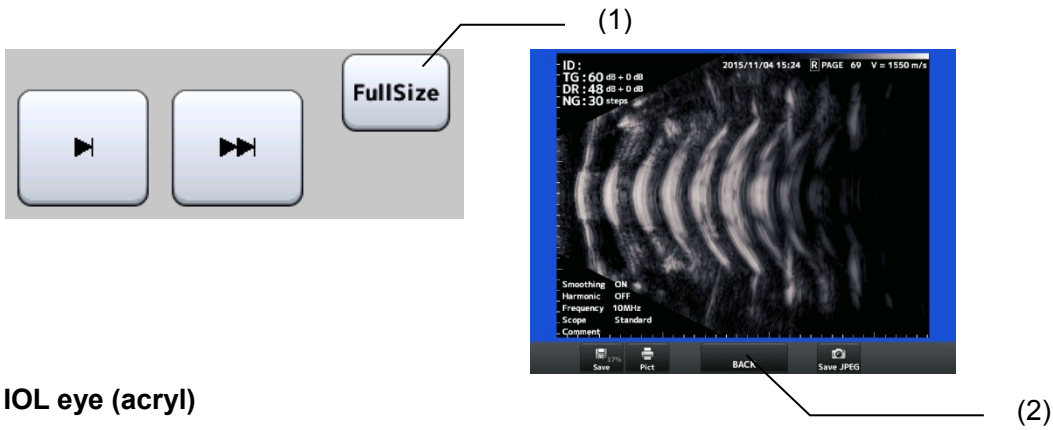 (1)
FullSize
ID :
TG : 60 dB + 0 dB
DR : 48 dB + 0 dB
NG : 30 steps
2015/11/04 15:24 R PAGE 69 V = 1550 m/s
Smoothing ON
Harmonic OFF
Frequency 10MHz
Scope Standard
Comment
17%
Save
Pict
BACK
Save JPEG
IOL eye (acryl)
(2)